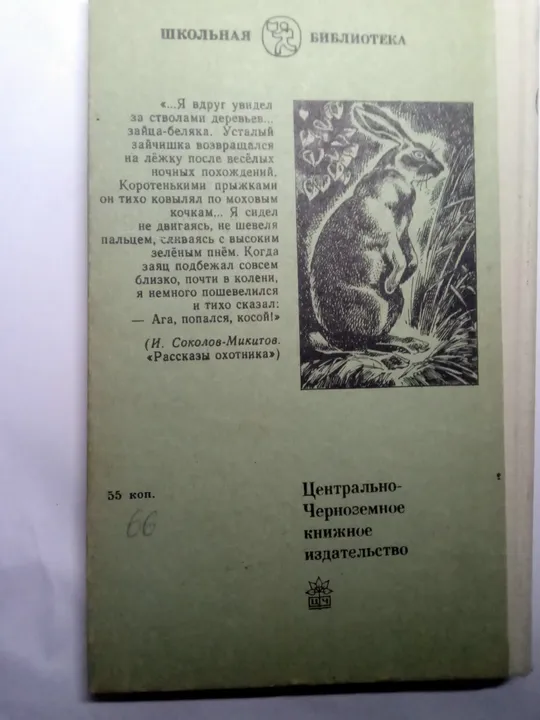 ШКОЛЬНАЯ БИБЛИОТЕКА
«...Я вдруг увидел
за стволами деревьев...
зайца-беляка. Усталый
зайчишка возвращался
на лёжку после весёлых
ночных похождений.
Коротенькими прыжками
он тихо ковылял по моховым
кочкам... Я сидел
не двигаясь, не шевеля
пальцем, сливаясь с высоким
зелёным пнём. Когда
заяц подбежал совсем
близко, почти в колени,
я немного пошевелился
и тихо сказал:
— Ага, попался, косой!»
(И. Соколов-Микитов.
«Рассказы охотника»)
55 коп.
66
Центрально-
Черноземное
книжное
издательство
ЦЧ